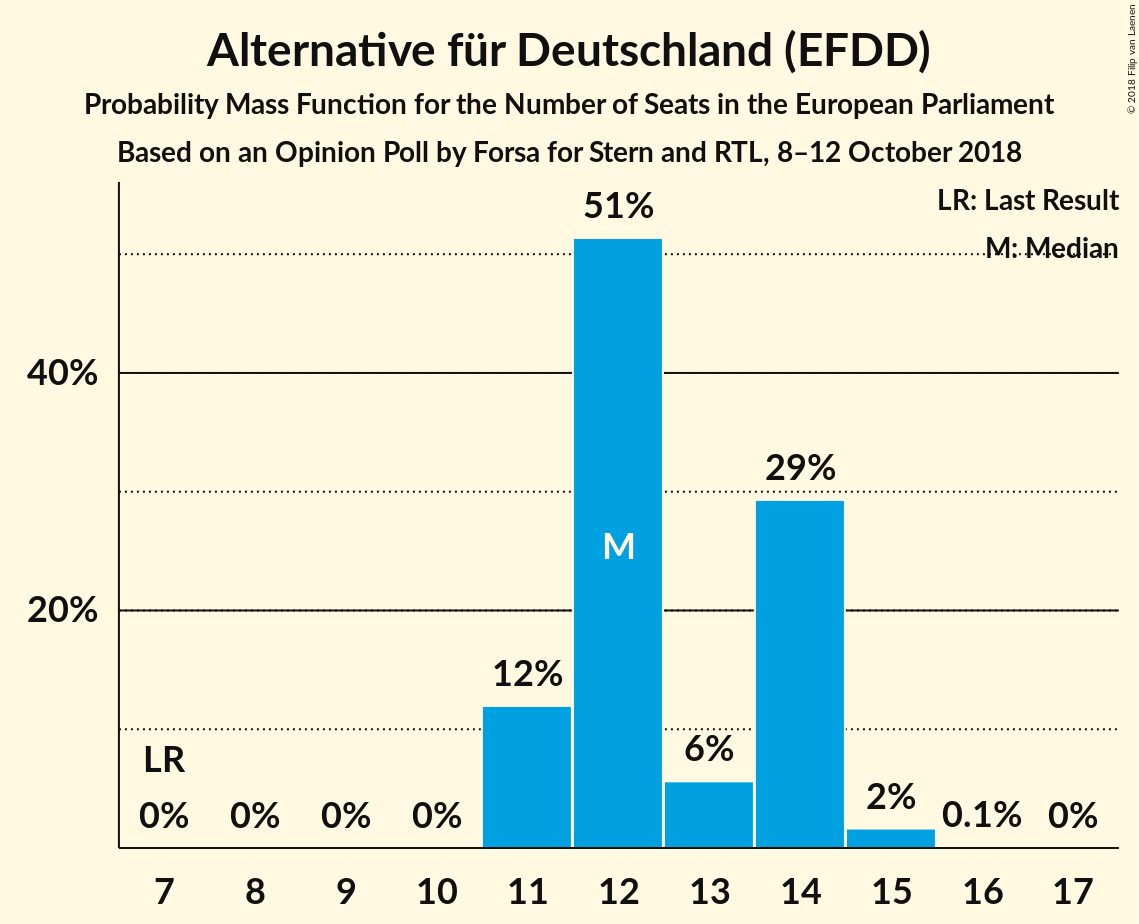 Alternative für Deutschland (EFDD)
Probability Mass Function for the Number of Seats in the European Parliament
Based on an Opinion Poll by Forsa for Stern and RTL, 8–12 October 2018
© 2018 Filip van Laenen
LR: Last Result
M: Median
51%
40%
29%
M
20%
12%
6%
LR
2%
0% 0% 0% 0% 0.1% 0%
7 8 9 10 11 12 13 14 15 16 17